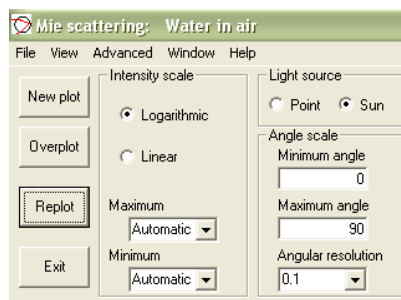 Mie scattering: Water in air
File View Advanced Window Help
New plot
Overplot
Replot
Exit
Intensity scale
Logarithmic
Linear
Maximum
Automatic
Minimum
Automatic
Light source
Point Sun
Angle scale
Minimum angle
0
Maximum angle
90
Angular resolution
0.1